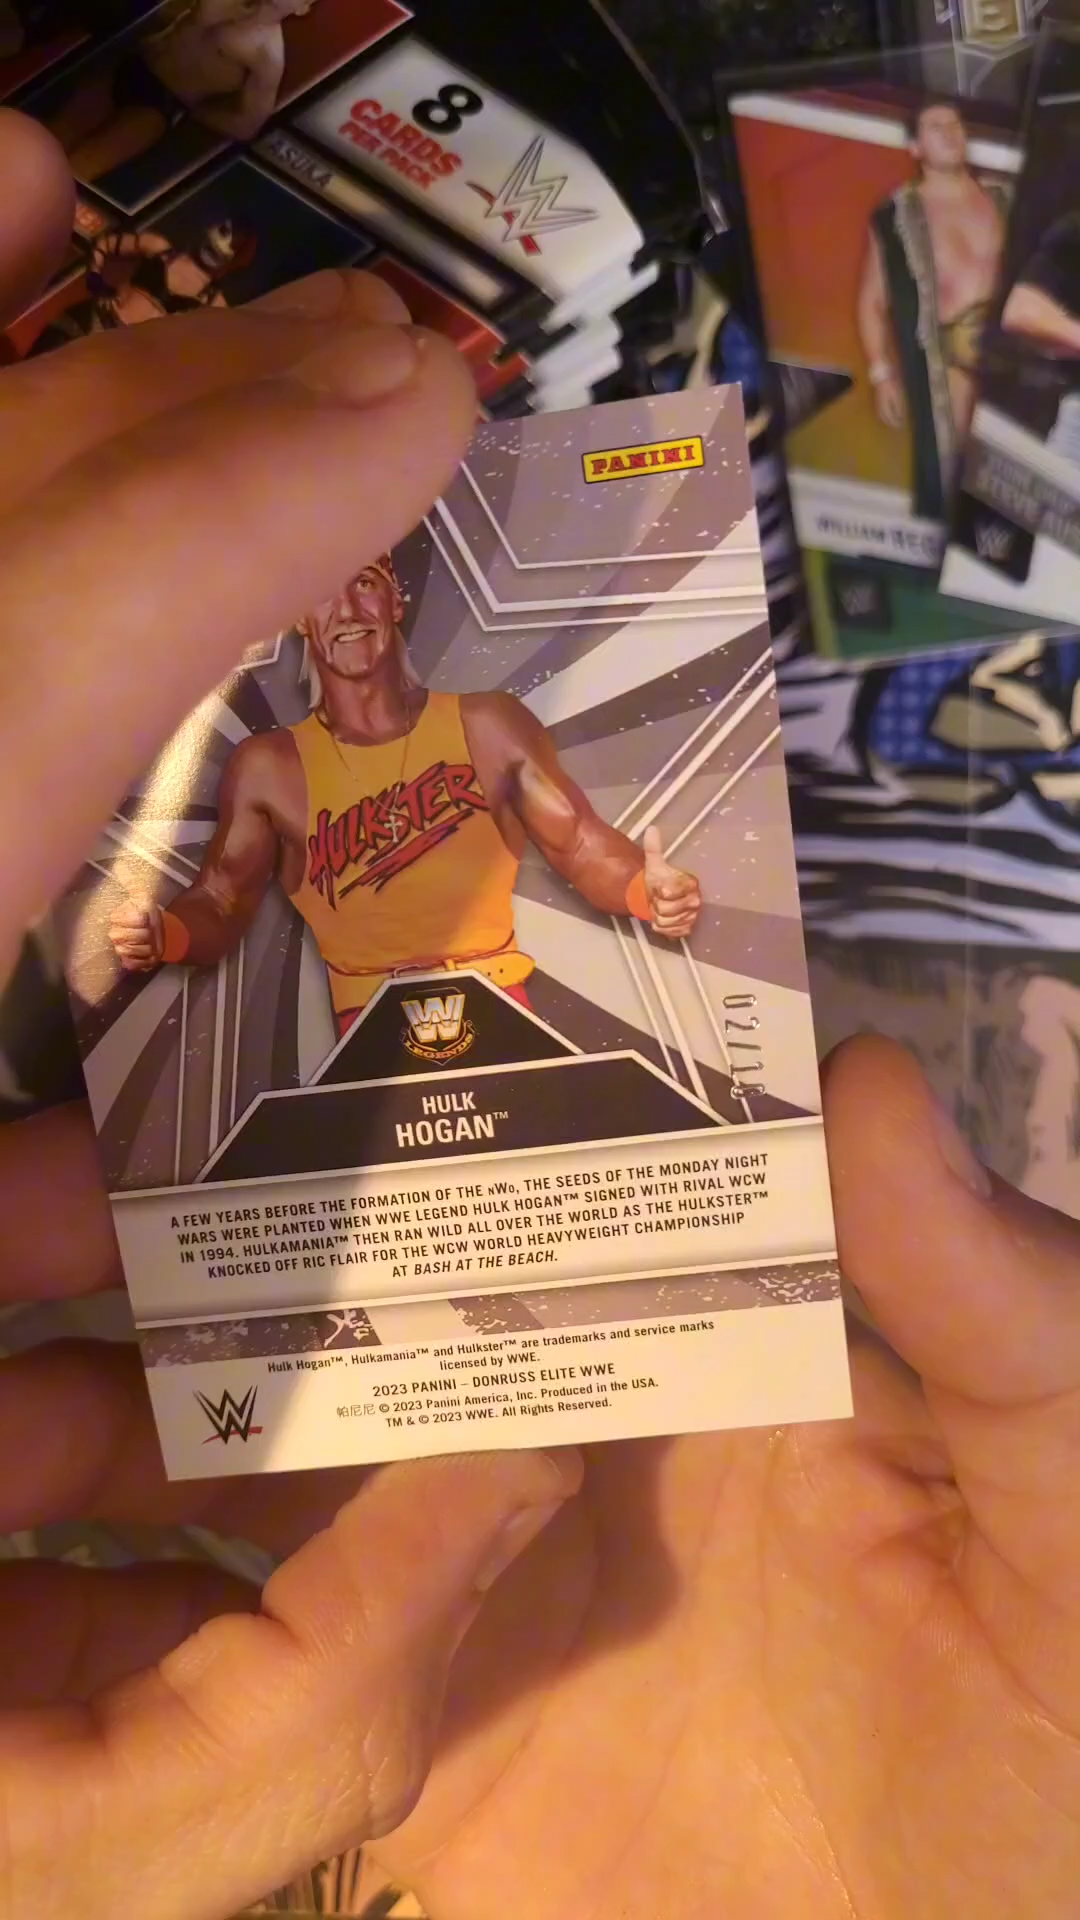 8
CARDS
PER PACK
ASUKA
E
PANINI
WILLIAM REG
STEVE AUS
HULKSTER
W
LEGENDS
02/19
HULK
HOGAN™
A FEW YEARS BEFORE THE FORMATION OF THE nWo, THE SEEDS OF THE MONDAY NIGHT
WARS WERE PLANTED WHEN WWE LEGEND HULK HOGAN™ SIGNED WITH RIVAL WCW
IN 1994. HULKAMANIA™ THEN RAN WILD ALL OVER THE WORLD AS THE HULKSTER™
KNOCKED OFF RIC FLAIR FOR THE WCW WORLD HEAVYWEIGHT CHAMPIONSHIP
AT BASH AT THE BEACH.
Hulk Hogan™, Hulkamania™ and Hulkster™ are trademarks and service marks
licensed by WWE.
2023 PANINI – DONRUSS ELITE WWE
帕尼尼 © 2023 Panini America, Inc. Produced in the USA.
TM & © 2023 WWE. All Rights Reserved.